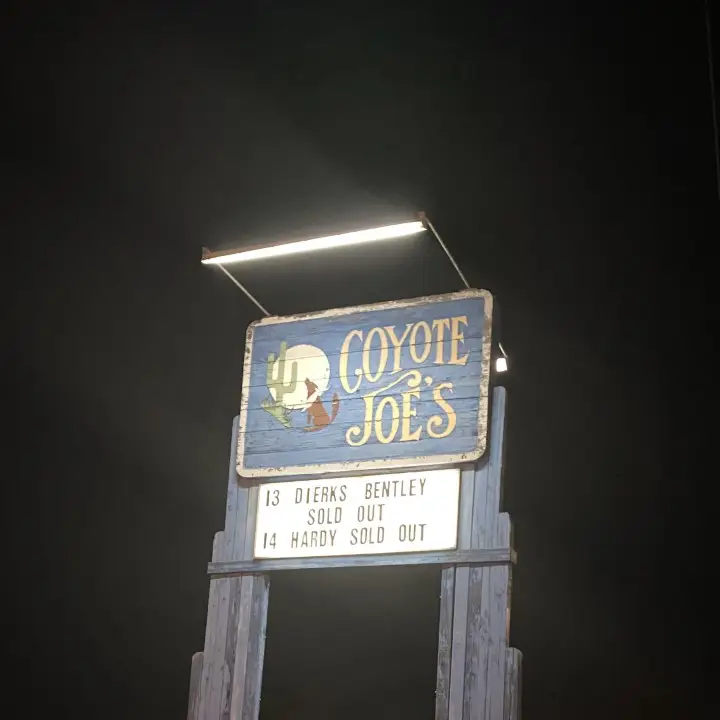 COYOTE
JOE'S
13 DIERKS BENTLEY
SOLD OUT
14 HARDY SOLD OUT